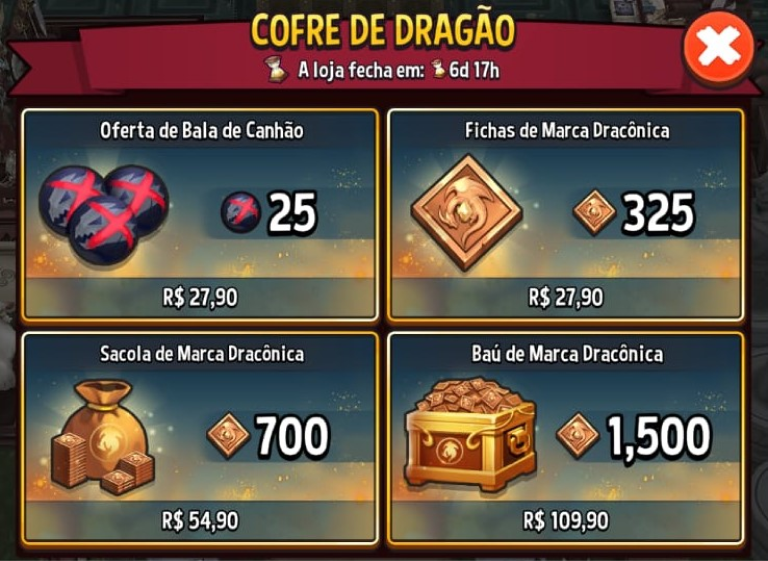 COFRE DE DRAGÃO
A loja fecha em: 6d 17h
Oferta de Bala de Canhão
25
R$ 27,90
Fichas de Marca Dracônica
325
R$ 27,90
Sacola de Marca Dracônica
700
R$ 54,90
Baú de Marca Dracônica
1,500
R$ 109,90